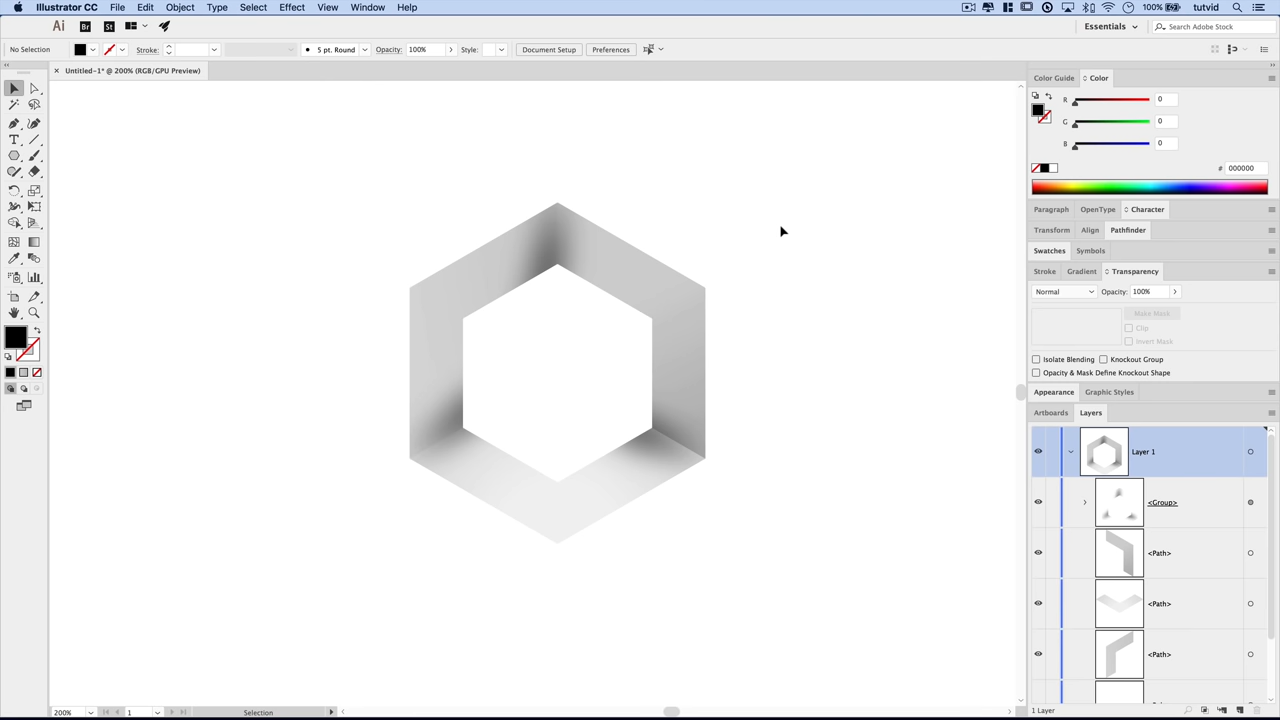 Illustrator CC File Edit Object Type Select Effect View Window Help 100% tutvid
Ai Br St Essentials Search Adobe Stock
No Selection Stroke: 5 pt. Round Opacity: 100% Style: Document Setup Preferences
× Untitled-1* @ 200% (RGB/GPU Preview)
Color Guide Color
R 0
G 0
B 0
# 000000
Paragraph OpenType Character
Transform Align Pathfinder
Swatches Symbols
Stroke Gradient Transparency
Normal Opacity: 100%
Make Mask
Clip
Invert Mask
Isolate Blending Knockout Group
Opacity & Mask Define Knockout Shape
Appearance Graphic Styles
Artboards Layers
Layer 1
<Group>
<Path>
<Path>
<Path>
200% 1 Selection 1 Layer